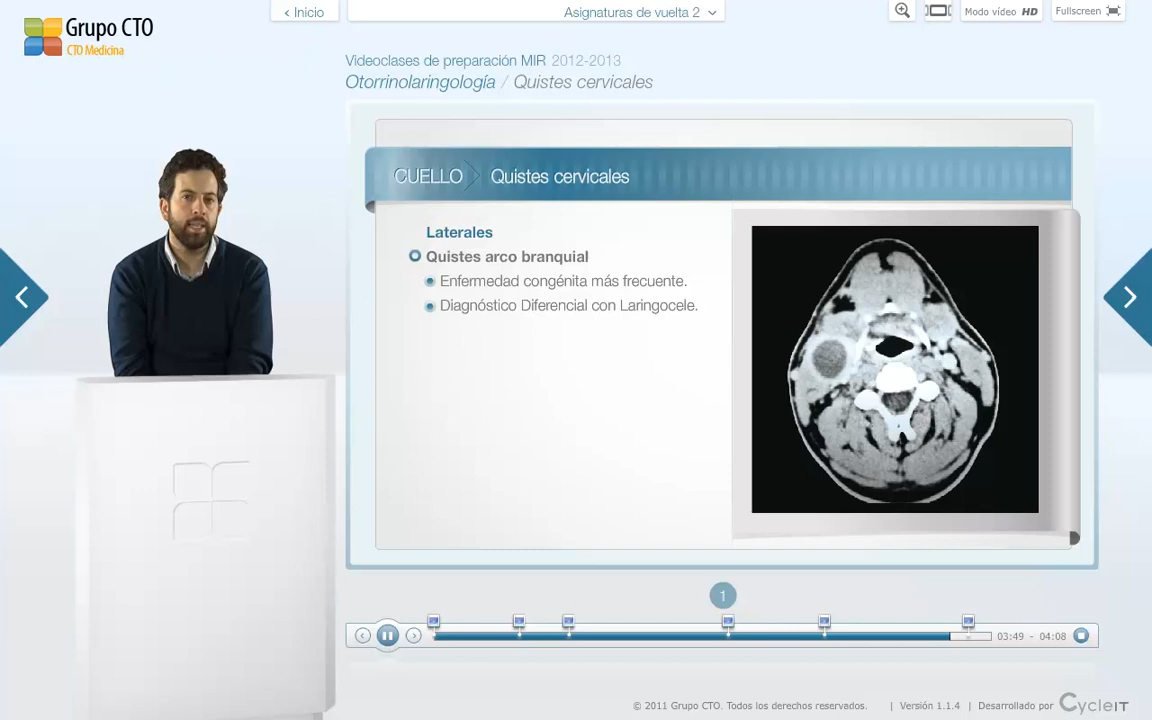 Grupo CTO
CTO Medicina
‹ Inicio
Asignaturas de vuelta 2
Modo vídeo HD
Fullscreen
Videoclases de preparación MIR 2012-2013
Otorrinolaringología / Quistes cervicales
CUELLO
Quistes cervicales
Laterales
Quistes arco branquial
Enfermedad congénita más frecuente.
Diagnóstico Diferencial con Laringocele.
1
03:49 - 04:08
© 2011 Grupo CTO. Todos los derechos reservados. | Versión 1.1.4 | Desarrollado por CycleIT